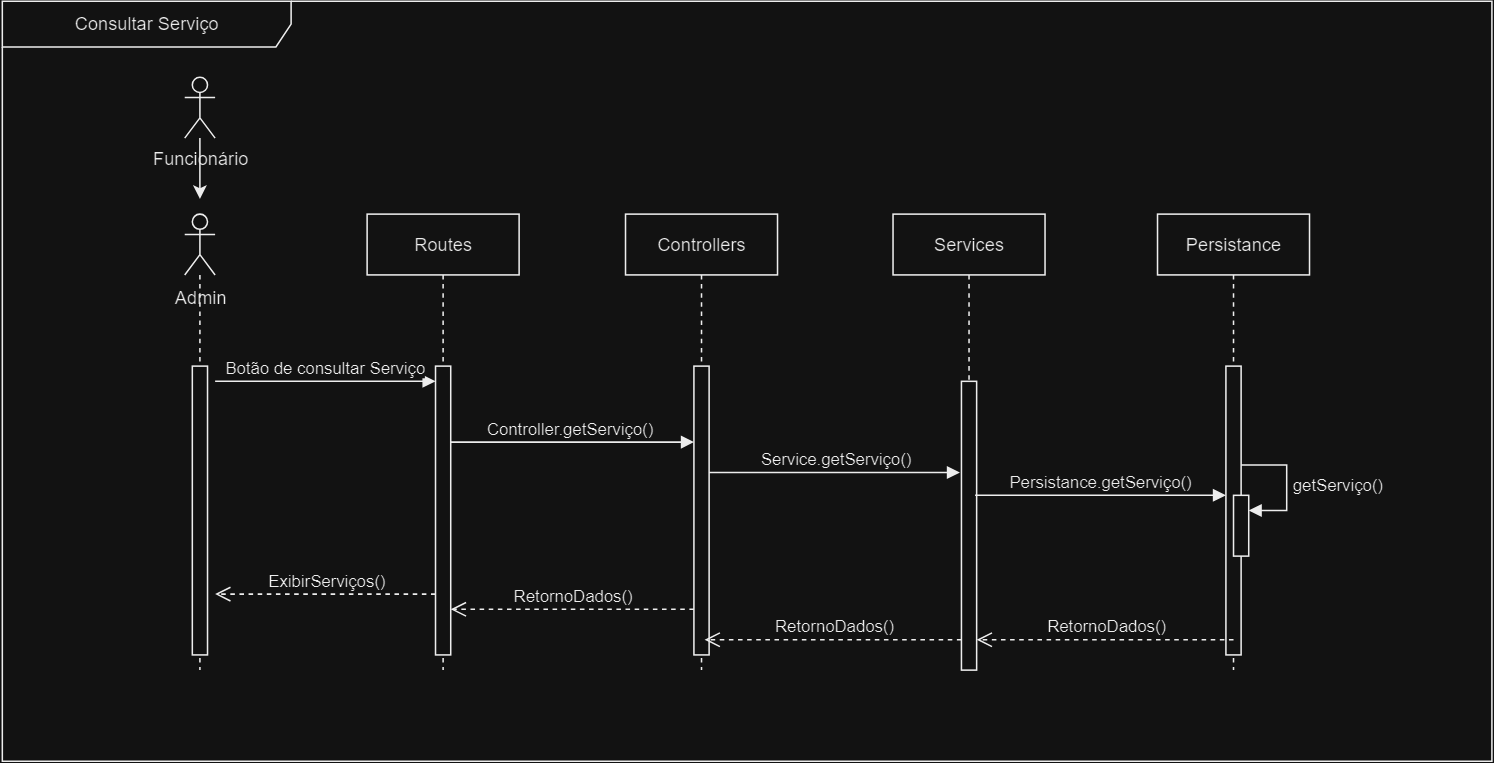 Consultar Serviço
Funcionário
Admin
Routes
Controllers
Services
Persistance
Botão de consultar Serviço
Controller.getServiço()
Service.getServiço()
Persistance.getServiço()
getServiço()
ExibirServiços()
RetornoDados()
RetornoDados()
RetornoDados()